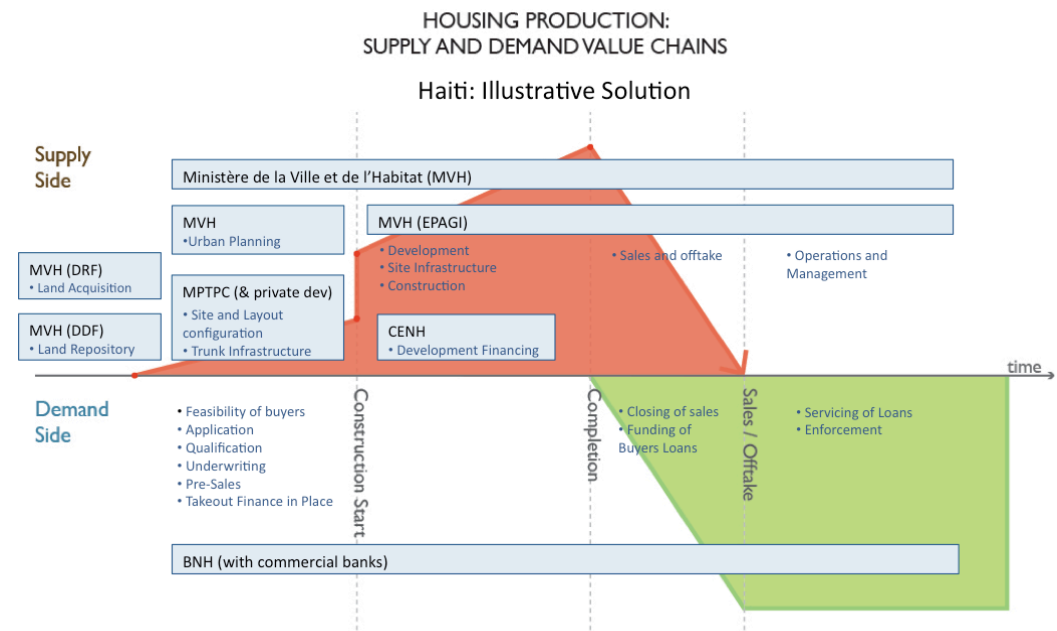 HOUSING PRODUCTION:
SUPPLY AND DEMAND VALUE CHAINS
Haiti: Illustrative Solution
Supply
Side
Ministère de la Ville et de l'Habitat (MVH)
MVH
•Urban Planning
MVH (EPAGI)
• Development
• Site Infrastructure
• Construction
• Sales and offtake
• Operations and
Management
MVH (DRF)
• Land Acquisition
MPTPC (& private dev)
• Site and Layout
configuration
• Trunk Infrastructure
MVH (DDF)
• Land Repository
CENH
• Development Financing
time
Demand
Side
• Feasibility of buyers
• Application
• Qualification
• Underwriting
• Pre-Sales
• Takeout Finance in Place
Construction Start
Completion
• Closing of sales
• Funding of
Buyers Loans
Sales / Offtake
• Servicing of Loans
• Enforcement
BNH (with commercial banks)